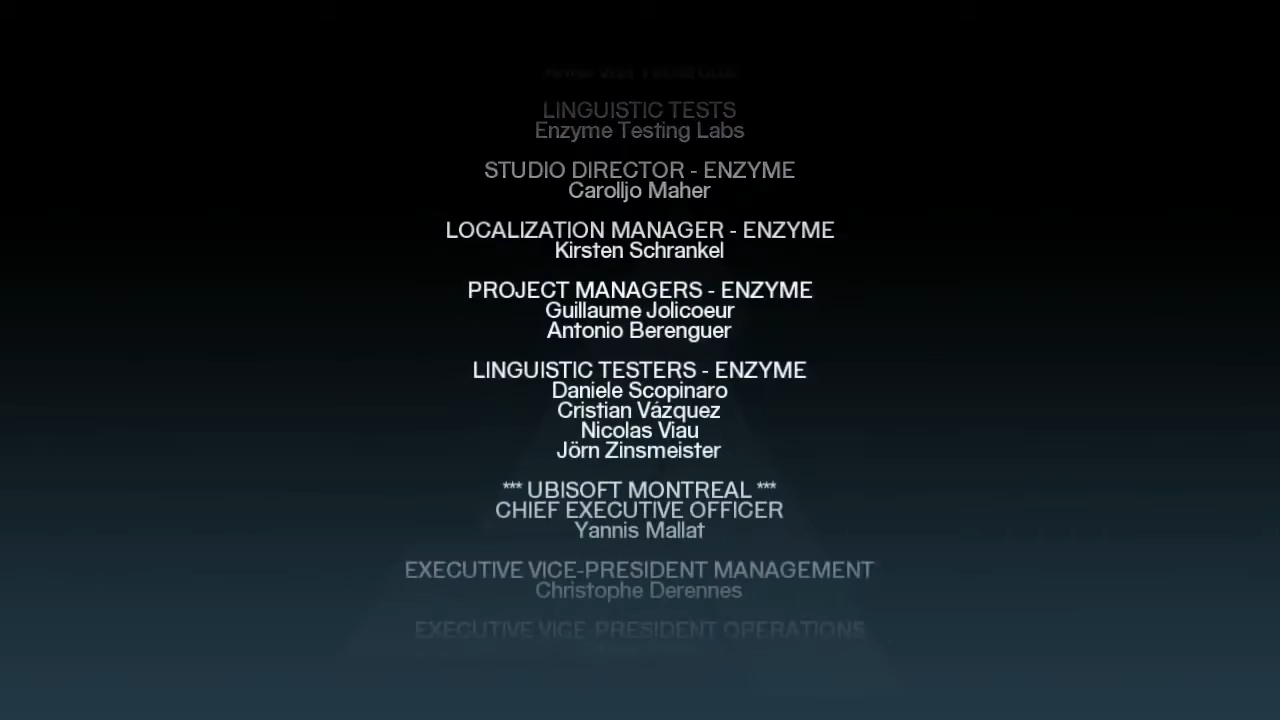 LINGUISTIC TESTS
Enzyme Testing Labs
STUDIO DIRECTOR - ENZYME
Carolljo Maher
LOCALIZATION MANAGER - ENZYME
Kirsten Schrankel
PROJECT MANAGERS - ENZYME
Guillaume Jolicoeur
Antonio Berenguer
LINGUISTIC TESTERS - ENZYME
Daniele Scopinaro
Cristian Vázquez
Nicolas Viau
Jörn Zinsmeister
*** UBISOFT MONTREAL ***
CHIEF EXECUTIVE OFFICER
Yannis Mallat
EXECUTIVE VICE-PRESIDENT MANAGEMENT
Christophe Derennes
EXECUTIVE VICE-PRESIDENT OPERATIONS